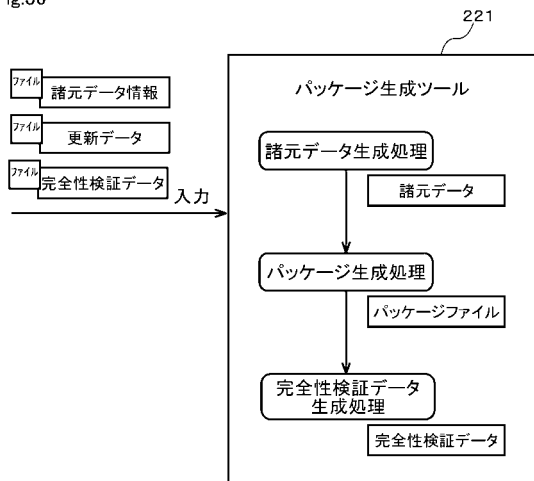 221
ファイル
諸元データ情報
ファイル
更新データ
ファイル
完全性検証データ
入力
パッケージ生成ツール
諸元データ生成処理
諸元データ
パッケージ生成処理
パッケージファイル
完全性検証データ
生成処理
完全性検証データ